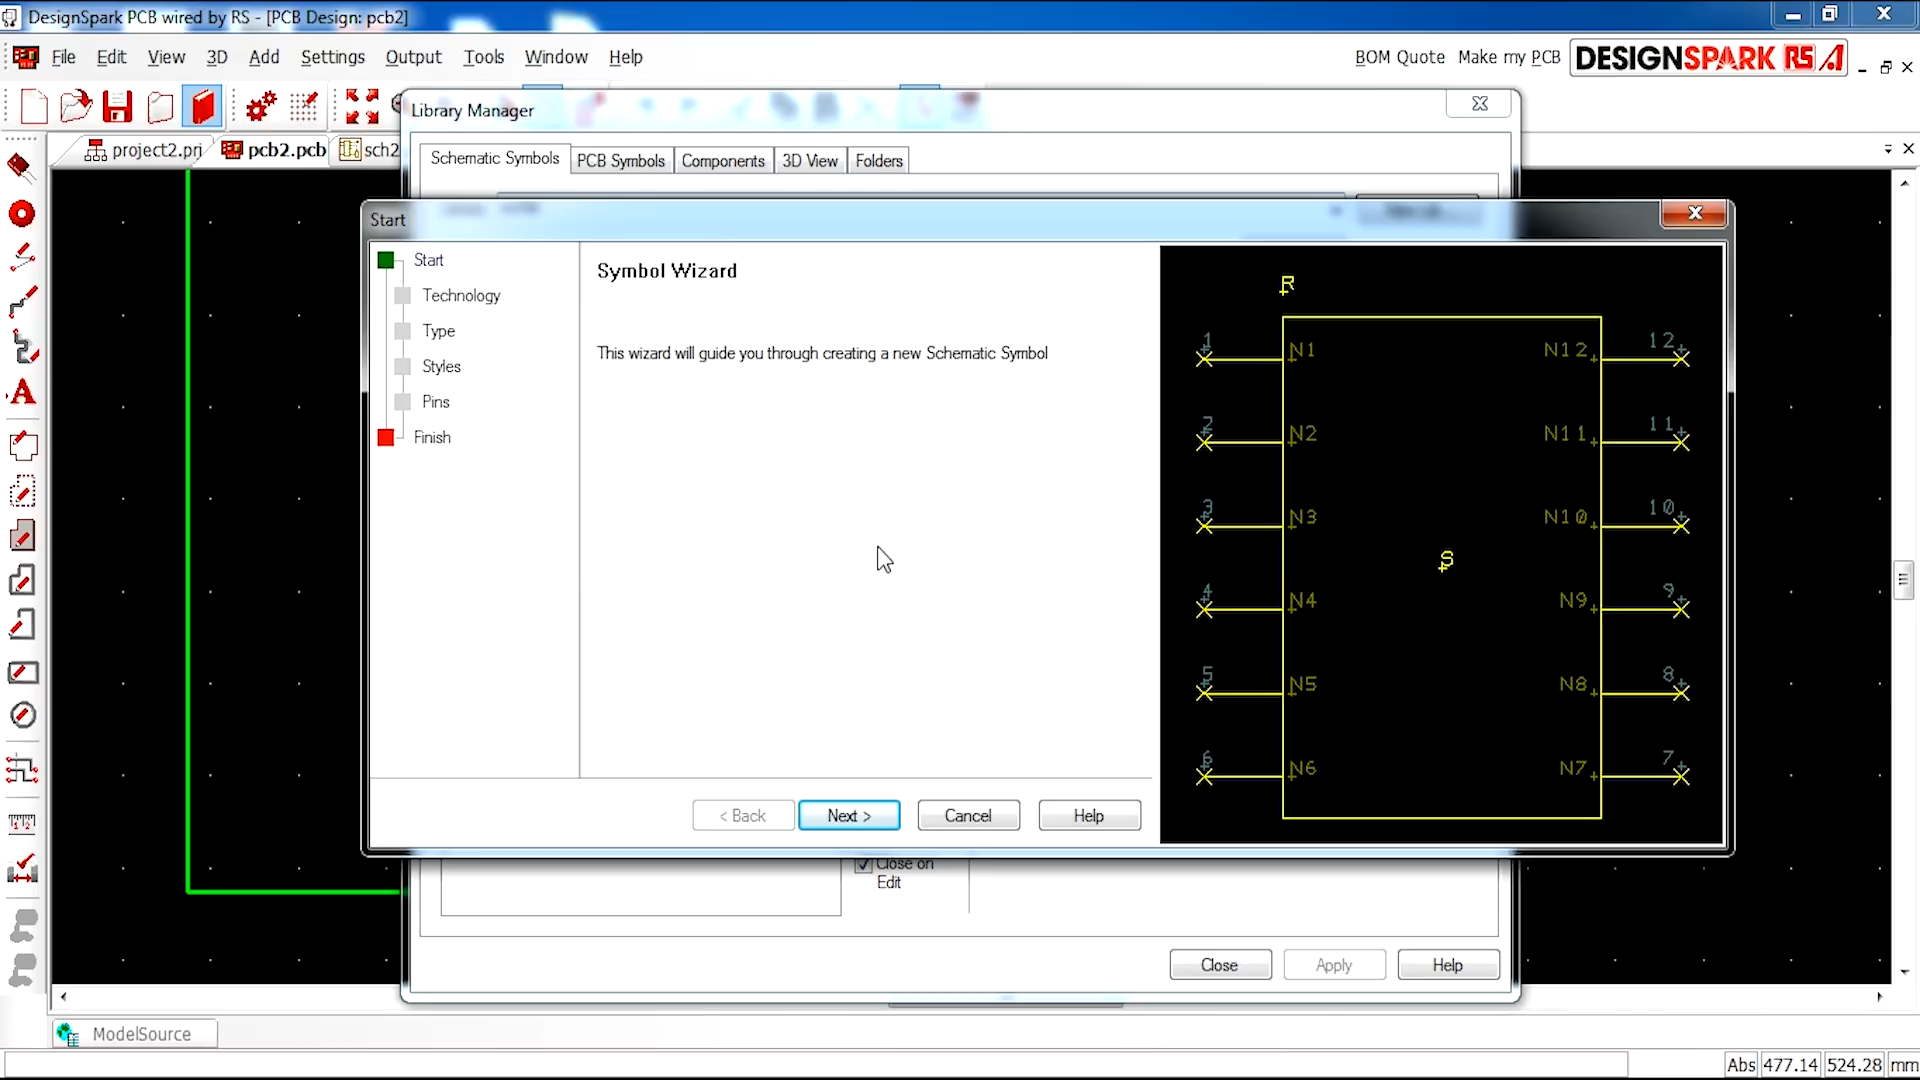 DesignSpark PCB wired by RS - [PCB Design: pcb2]
File Edit View 3D Add Settings Output Tools Window Help
BOM Quote Make my PCB DESIGNSPARK RS
Library Manager
project2.prj pcb2.pcb sch2
Schematic Symbols PCB Symbols Components 3D View Folders
Start
Start
Technology
Type
Styles
Pins
Finish
Symbol Wizard
This wizard will guide you through creating a new Schematic Symbol
R
1 N1 N12 12
2 N2 N11 11
3 N3 N10 10
S
4 N4 N9 9
5 N5 N8 8
6 N6 N7 7
< Back Next > Cancel Help
Close on
Edit
Close Apply Help
ModelSource
Abs 477.14 524.28 mm